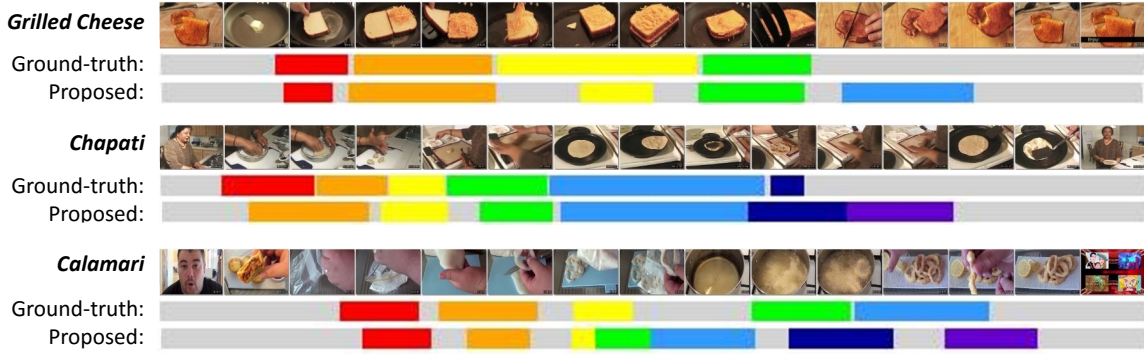 Grilled Cheese
Ground-truth:
Proposed:
Chapati
Ground-truth:
Proposed:
Calamari
Ground-truth:
Proposed: